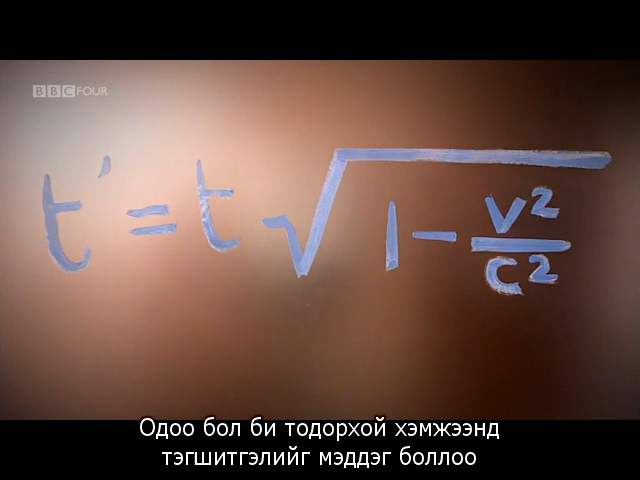 BBC FOUR
t' = t √(1 - v²/c²)
Одоо бол би тодорхой хэмжээнд
тэгшитгэлийг мэддэг боллоо